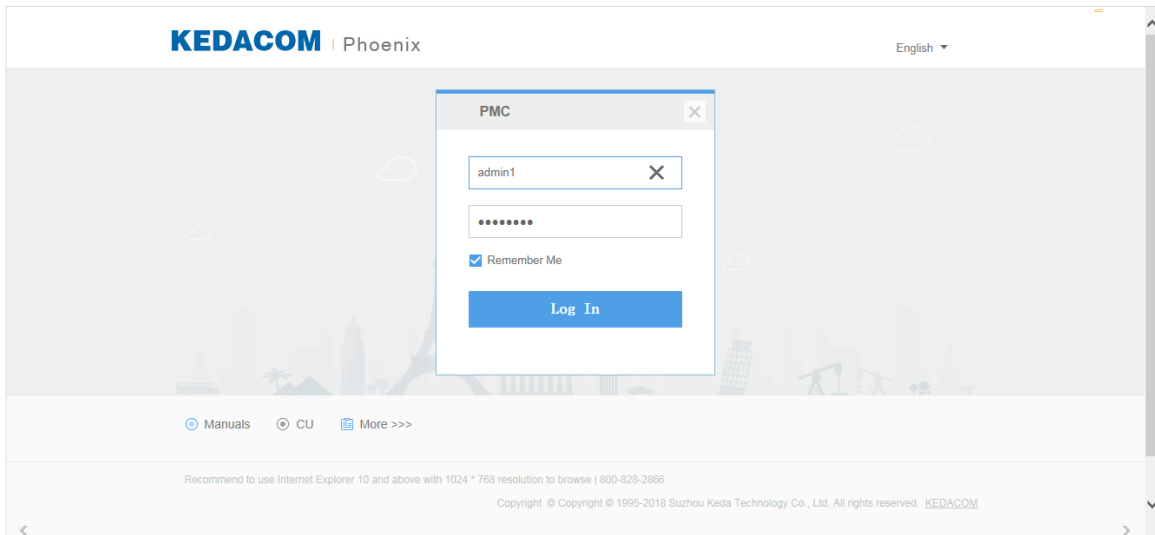 KEDACOM | Phoenix
English
PMC
admin1
••••••••
Remember Me
Log In
Manuals CU More >>>
Recommend to use Internet Explorer 10 and above with 1024 * 768 resolution to browse | 800-828-2866
Copyright © Copyright © 1995-2018 Suzhou Keda Technology Co., Ltd. All rights reserved. KEDACOM